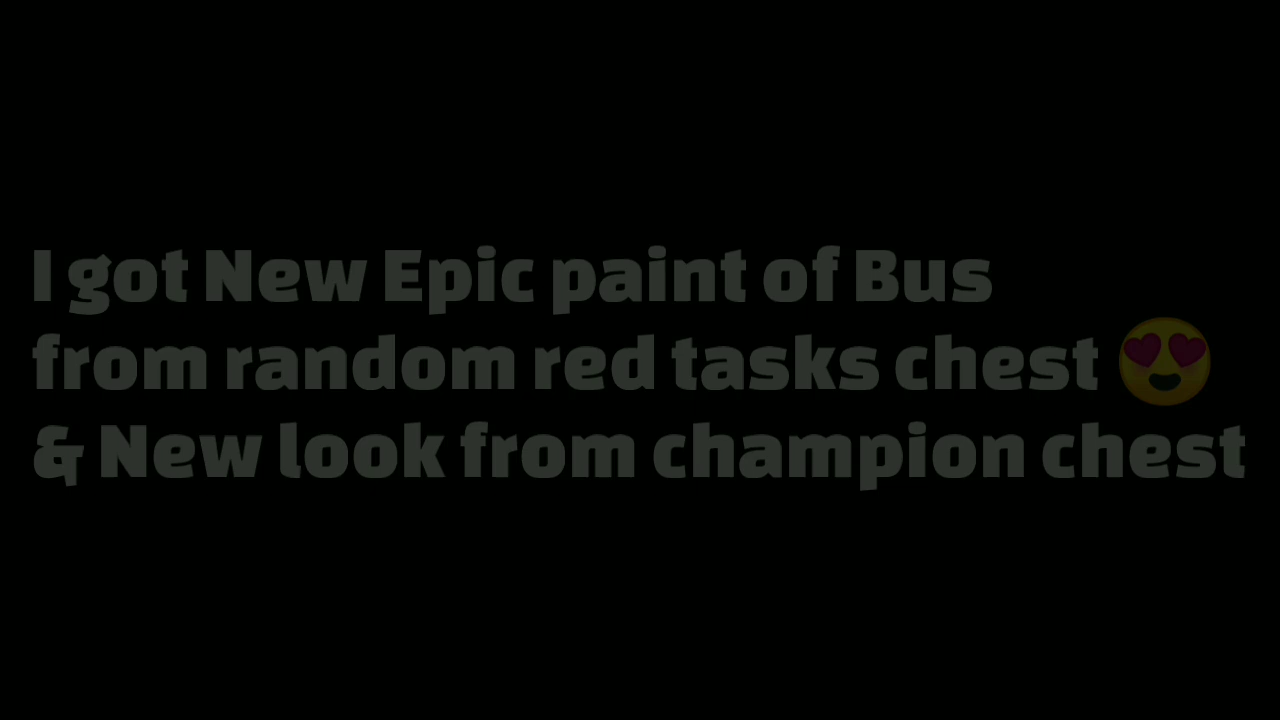 I got New Epic paint of Bus
from random red tasks chest 😍
& New look from champion chest